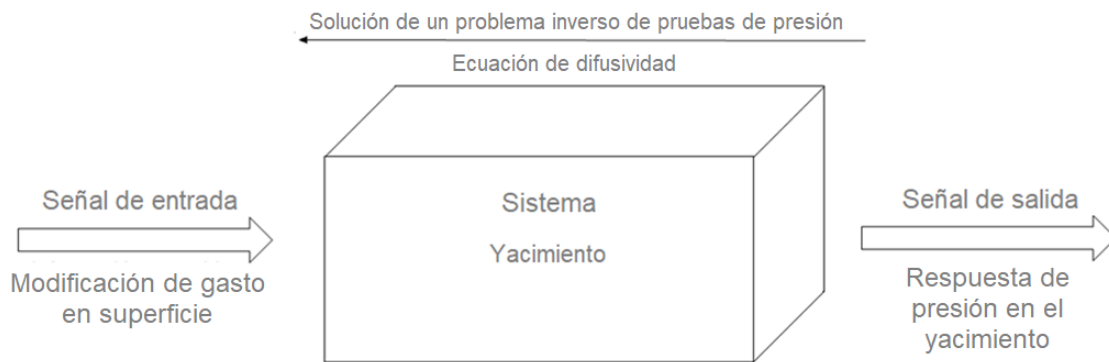 Solución de un problema inverso de pruebas de presión
Ecuación de difusividad
Señal de entrada
Modificación de gasto
en superficie
Sistema
Yacimiento
Señal de salida
Respuesta de
presión en el
yacimiento